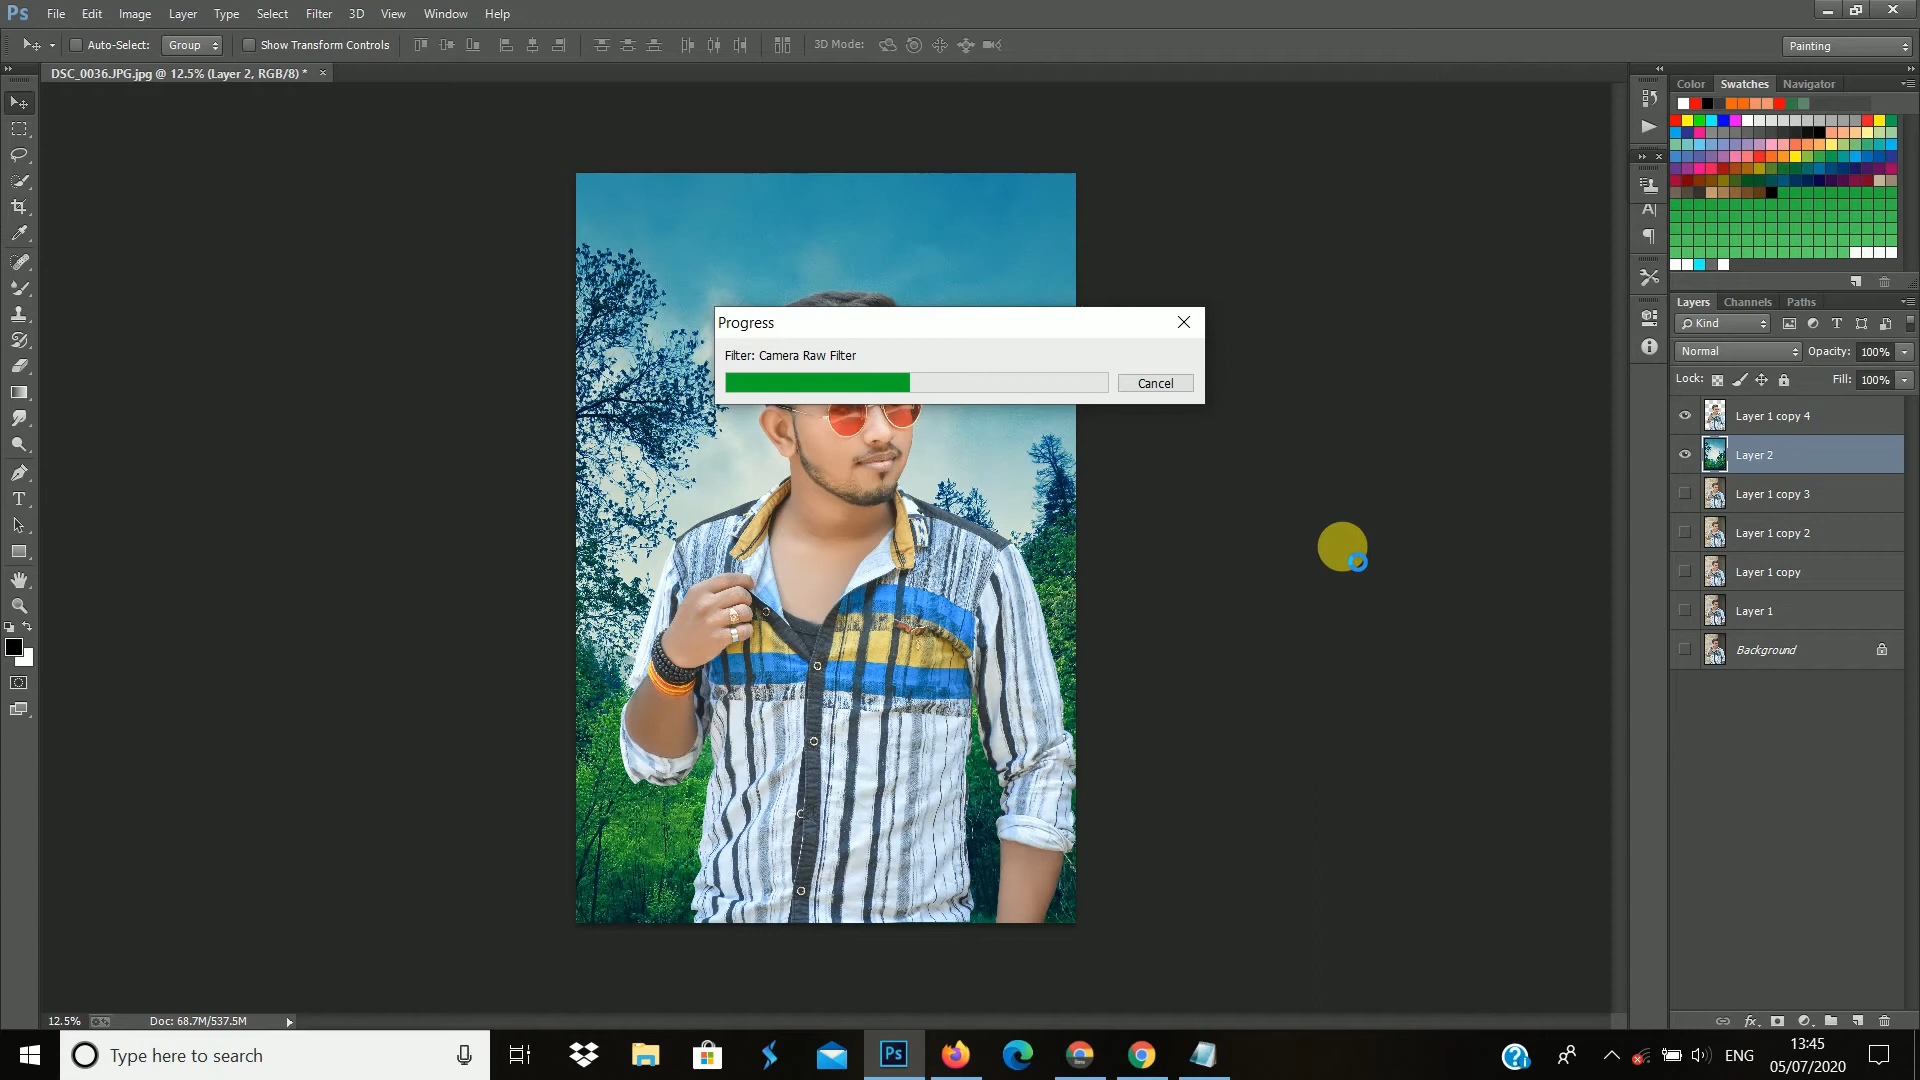 Ps File Edit Image Layer Type Select Filter 3D View Window Help
Auto-Select: Group Show Transform Controls 3D Mode: Painting
DSC_0036.JPG.jpg @ 12.5% (Layer 2, RGB/8) * ×
Color Swatches Navigator
Layers Channels Paths
Kind
Normal Opacity: 100%
Lock: Fill: 100%
Layer 1 copy 4
Layer 2
Layer 1 copy 3
Layer 1 copy 2
Layer 1 copy
Layer 1
Background
Progress
Filter: Camera Raw Filter
Cancel
12.5% Doc: 68.7M/537.5M
Type here to search
Ps
ENG
13:45
05/07/2020